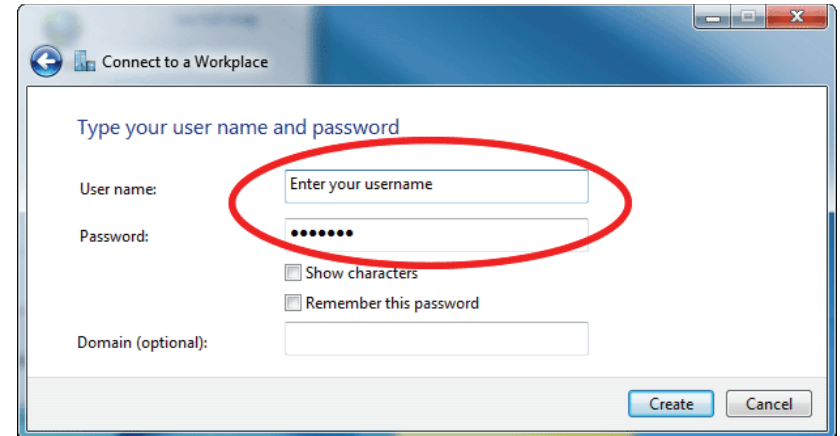 Connect to a Workplace
Type your user name and password
User name:
Enter your username
Password:
•••••••
Show characters
Remember this password
Domain (optional):
Create
Cancel